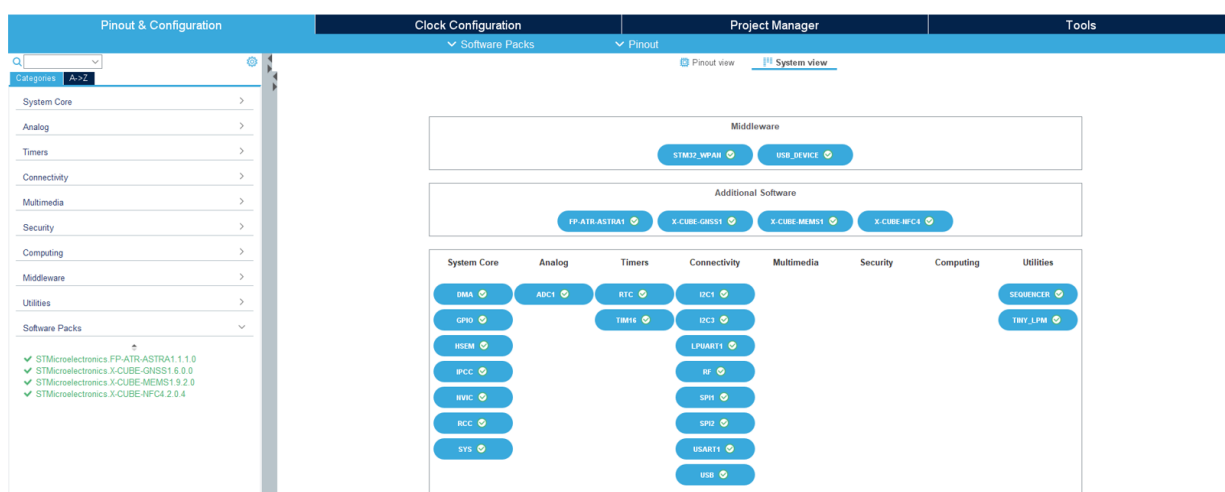 Pinout & Configuration
Clock Configuration
Project Manager
Tools
Software Packs
Pinout
Categories
A->Z
System Core
Analog
Timers
Connectivity
Multimedia
Security
Computing
Middleware
Utilities
Software Packs
STMicroelectronics.FP-ATR-ASTRA1.1.1.0
STMicroelectronics.X-CUBE-GNSS1.6.0.0
STMicroelectronics.X-CUBE-MEMS1.9.2.0
STMicroelectronics.X-CUBE-NFC4.2.0.4
Pinout view
System view
Middleware
STM32_WPAN
USB_DEVICE
Additional Software
FP-ATR-ASTRA1
X-CUBE-GNSS1
X-CUBE-MEMS1
X-CUBE-NFC4
System Core
Analog
Timers
Connectivity
Multimedia
Security
Computing
Utilities
DMA
ADC1
RTC
I2C1
SEQUENCER
GPIO
TIM16
I2C3
TINY_LPM
HSEM
LPUART1
IPCC
RF
NVIC
SPI1
RCC
SPI2
SYS
USART1
USB